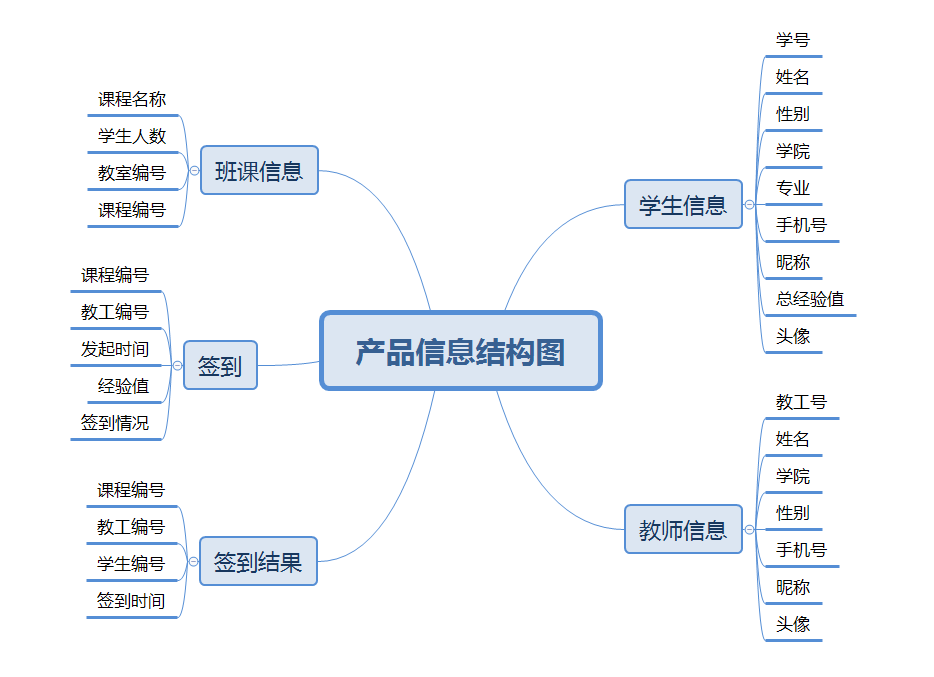 产品信息结构图
学生信息
学号
姓名
性别
学院
专业
手机号
昵称
总经验值
头像
教师信息
教工号
姓名
学院
性别
手机号
昵称
头像
班课信息
课程名称
学生人数
教室编号
课程编号
签到
课程编号
教工编号
发起时间
经验值
签到情况
签到结果
课程编号
教工编号
学生编号
签到时间